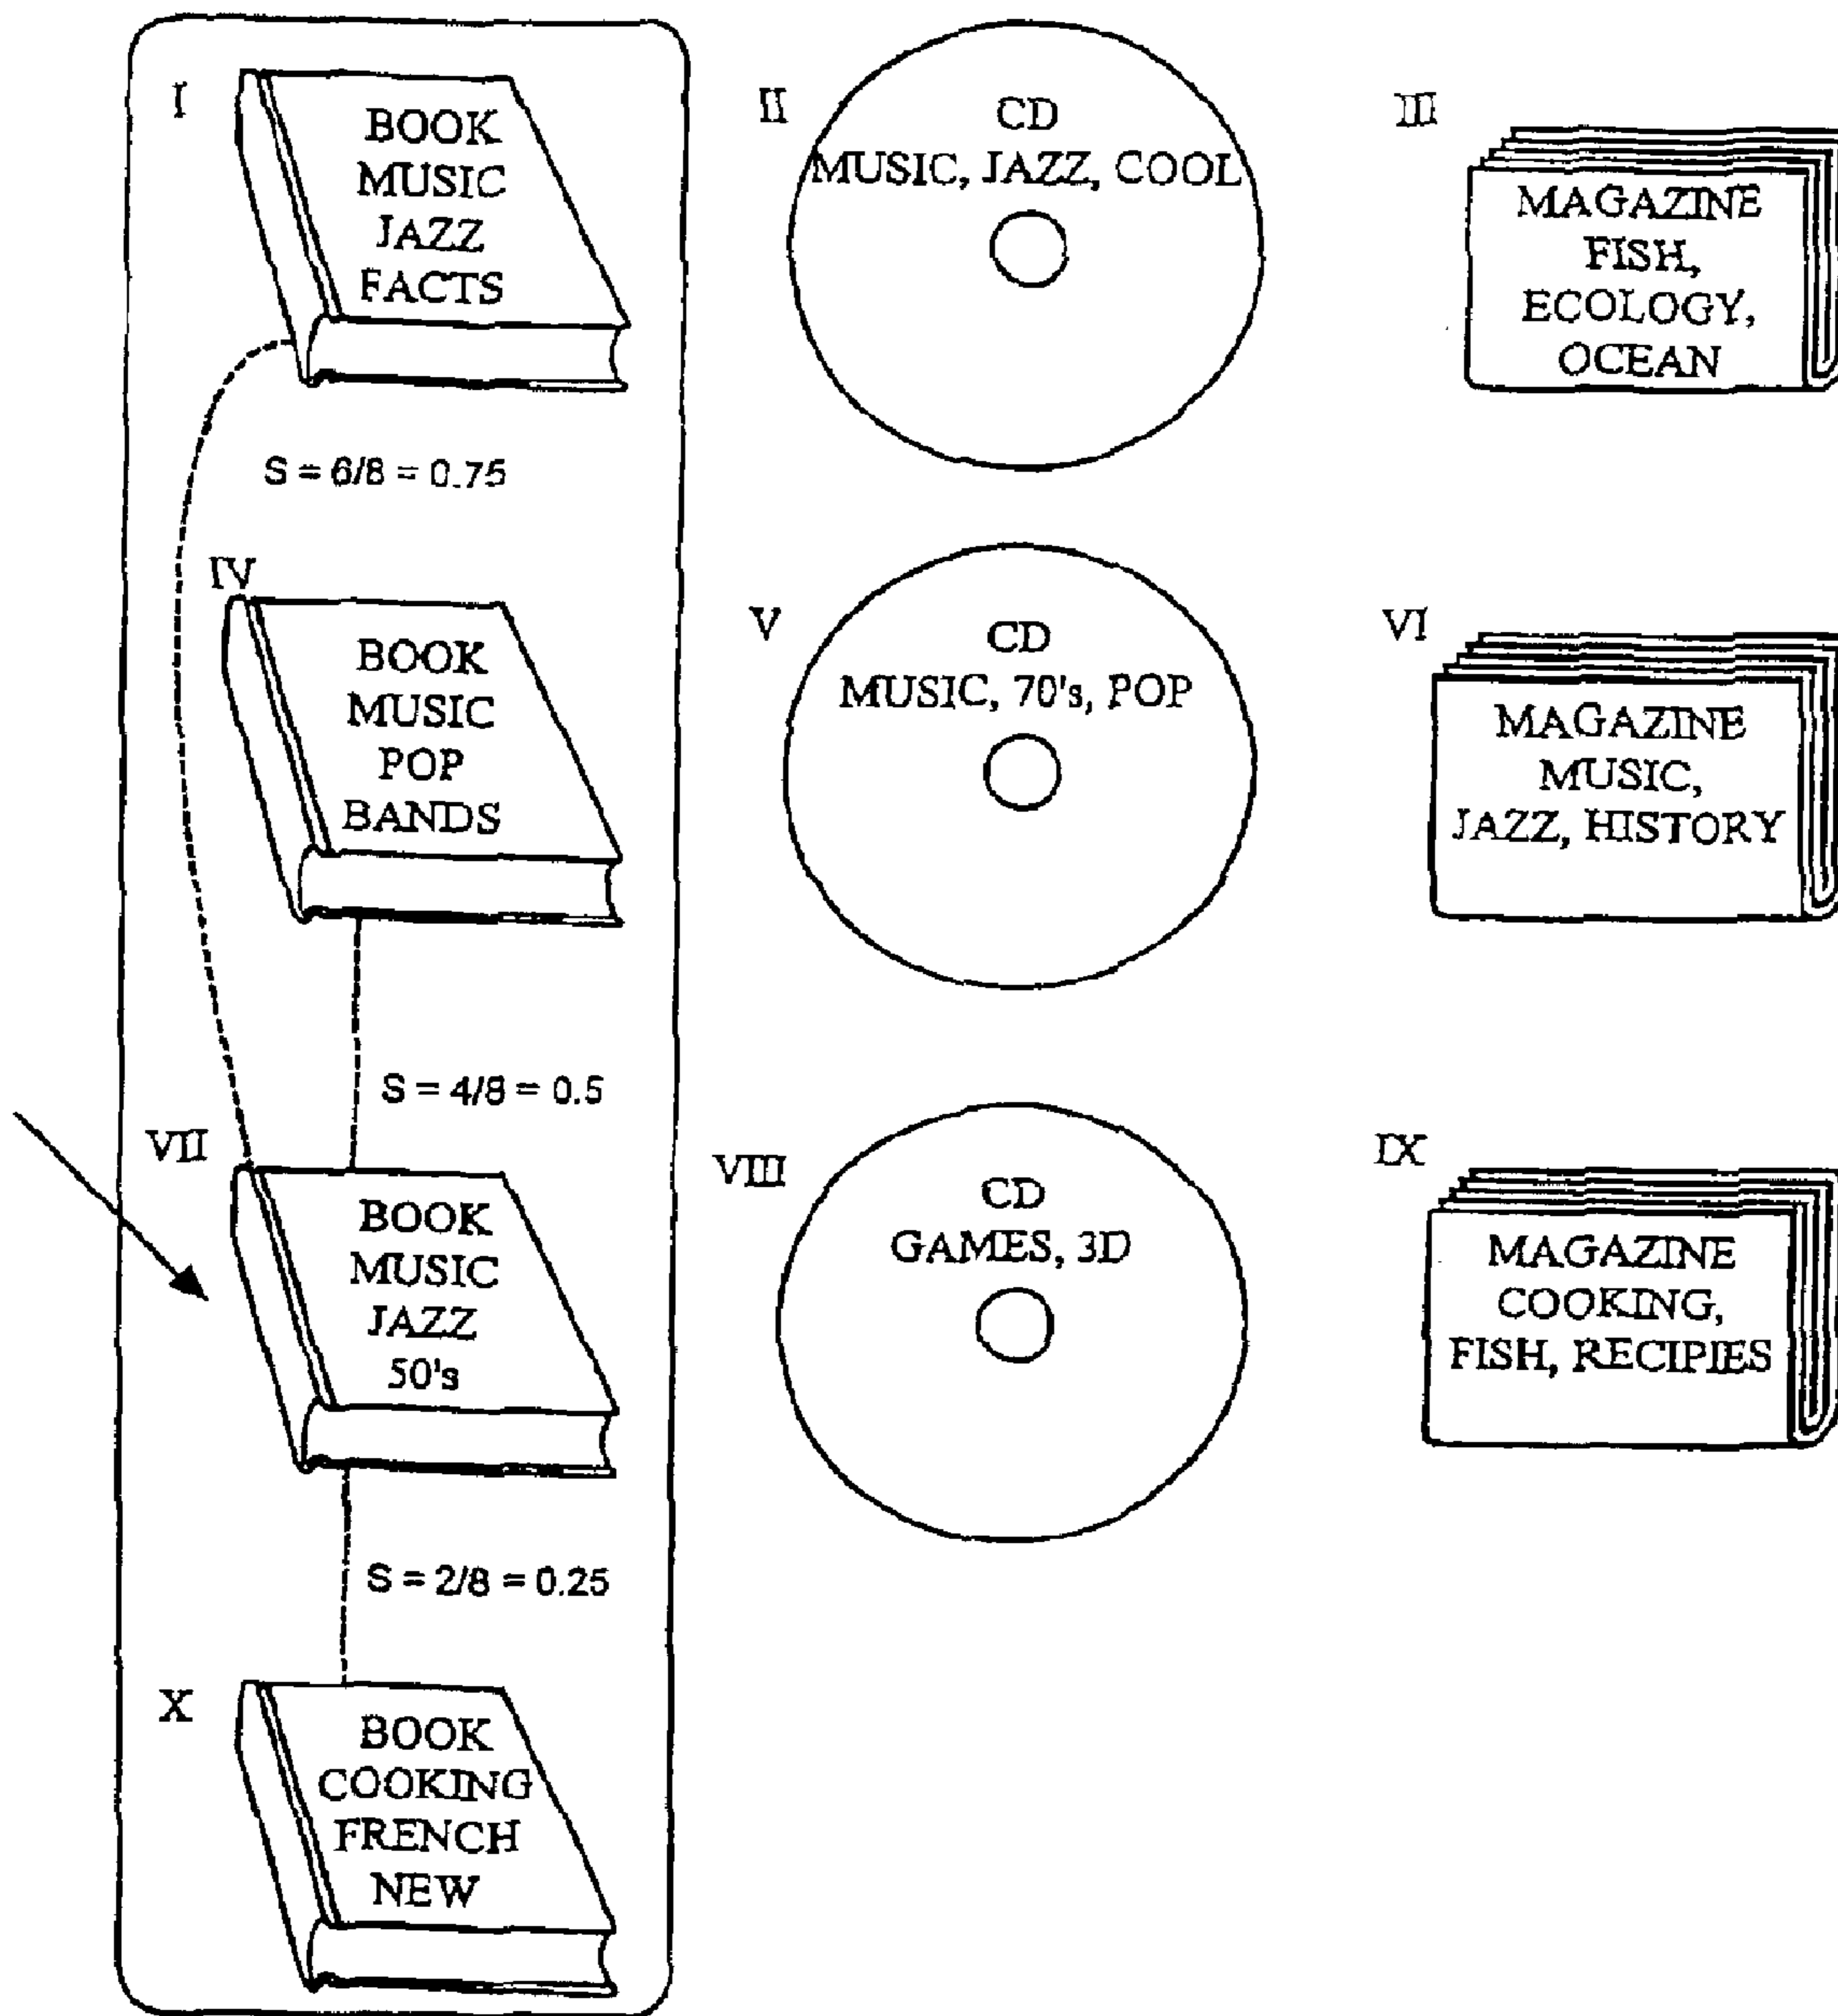 I
BOOK
MUSIC
JAZZ
FACTS
II
CD
MUSIC, JAZZ, COOL
III
MAGAZINE
FISH,
ECOLOGY,
OCEAN
S = 6/8 = 0.75
IV
BOOK
MUSIC
POP
BANDS
V
CD
MUSIC, 70's, POP
VI
MAGAZINE
MUSIC,
JAZZ, HISTORY
S = 4/8 = 0.5
VII
BOOK
MUSIC
JAZZ
50's
VIII
CD
GAMES, 3D
IX
MAGAZINE
COOKING,
FISH, RECIPIES
S = 2/8 = 0.25
X
BOOK
COOKING
FRENCH
NEW